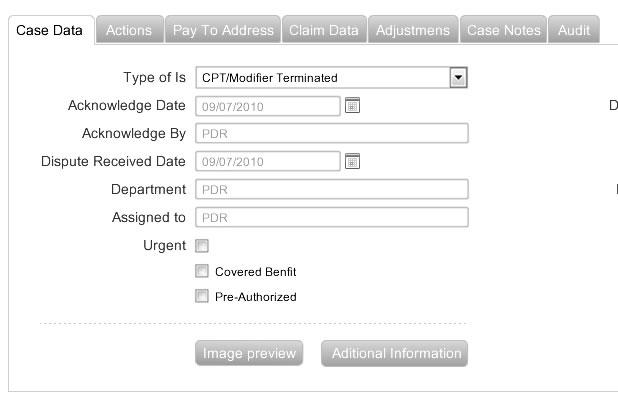 Case Data Actions Pay To Address Claim Data Adjustmens Case Notes Audit
Type of Is CPT/Modifier Terminated
Acknowledge Date 09/07/2010 D
Acknowledge By PDR
Dispute Received Date 09/07/2010
Department PDR
Assigned to PDR
Urgent
Covered Benfit
Pre-Authorized
Image preview Aditional Information